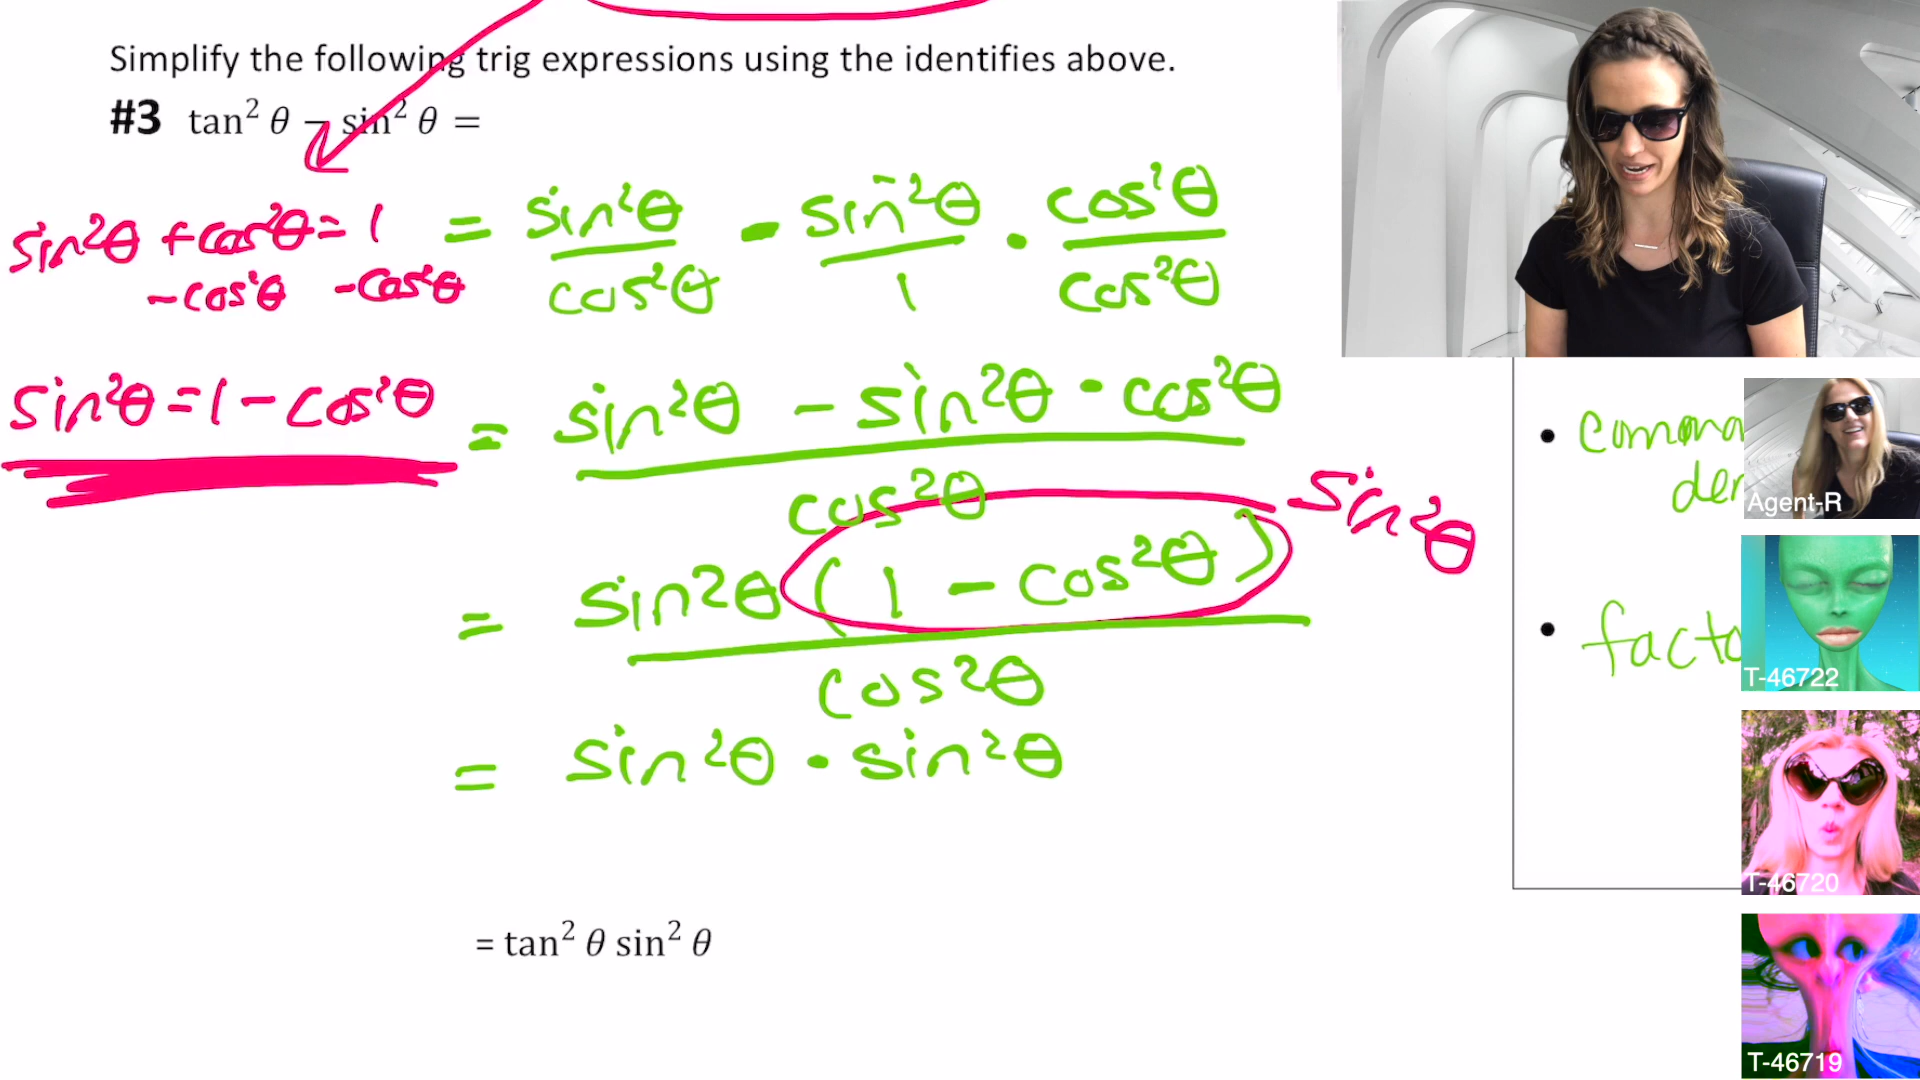 Simplify the following trig expressions using the identifies above.
#3 tan² θ − sin² θ =
sin²θ + cos²θ = 1
-cos²θ -cos²θ
sin²θ = 1 - cos²θ
= sin²θ/cos²θ - sin²θ/1 · cos²θ/cos²θ
= sin²θ - sin²θ · cos²θ
cos²θ
sin²θ
= sin²θ (1 - cos²θ)
cos²θ
= sin²θ · sin²θ
= tan² θ sin² θ
•
•
Agent-R
T-46722
T-46720
T-46719